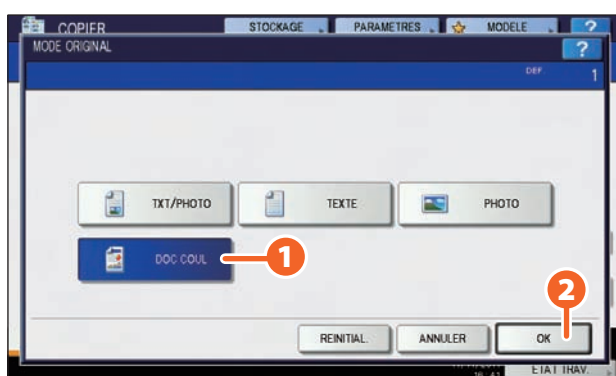 COPIER STOCKAGE PARAMETRES MODELE ?
MODE ORIGINAL ?
DEF. 1
TXT/PHOTO TEXTE PHOTO
DOC COUL 1
2
REINITIAL. ANNULER OK
ETAT TRAV.